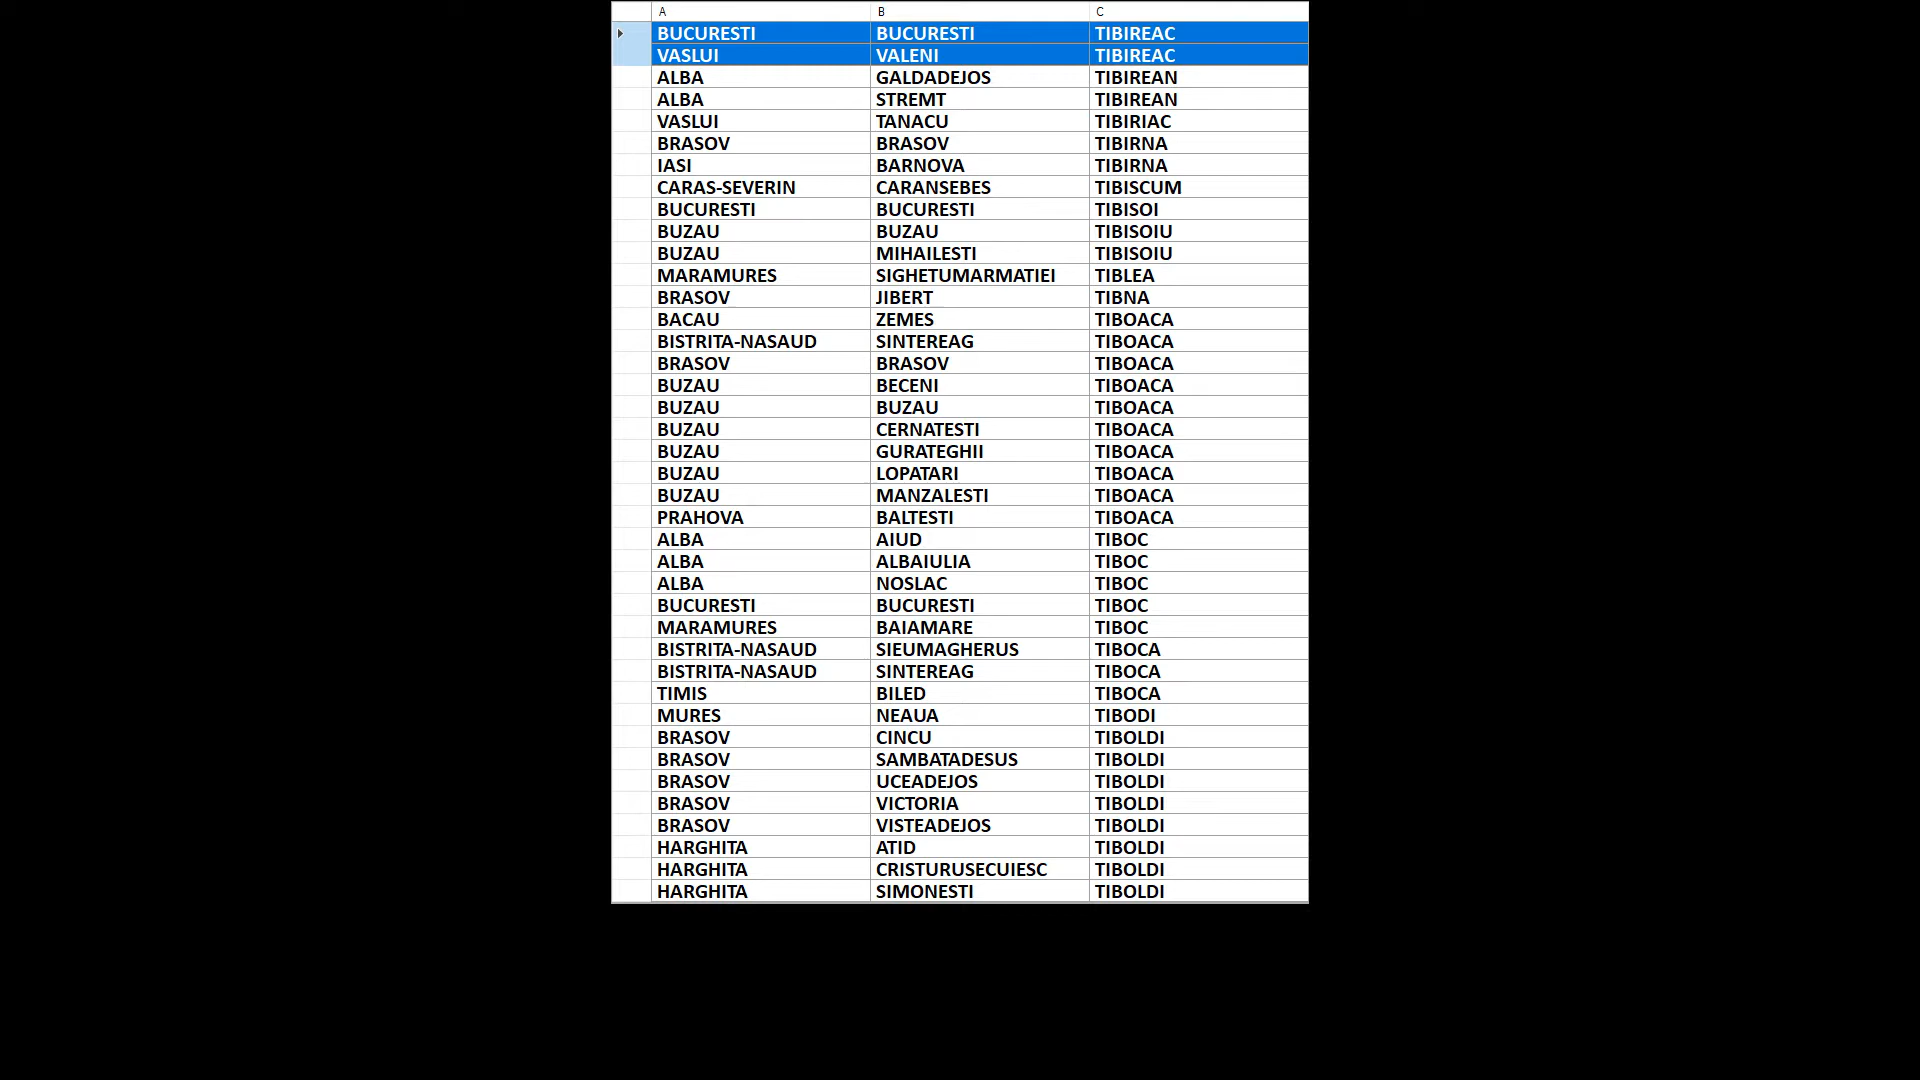 A B C
BUCURESTI BUCURESTI TIBIREAC
VASLUI VALENI TIBIREAC
ALBA GALDADEJOS TIBIREAN
ALBA STREMT TIBIREAN
VASLUI TANACU TIBIRIAC
BRASOV BRASOV TIBIRNA
IASI BARNOVA TIBIRNA
CARAS-SEVERIN CARANSEBES TIBISCUM
BUCURESTI BUCURESTI TIBISOI
BUZAU BUZAU TIBISOIU
BUZAU MIHAILESTI TIBISOIU
MARAMURES SIGHETUMARMATIEI TIBLEA
BRASOV JIBERT TIBNA
BACAU ZEMES TIBOACA
BISTRITA-NASAUD SINTEREAG TIBOACA
BRASOV BRASOV TIBOACA
BUZAU BECENI TIBOACA
BUZAU BUZAU TIBOACA
BUZAU CERNATESTI TIBOACA
BUZAU GURATEGHII TIBOACA
BUZAU LOPATARI TIBOACA
BUZAU MANZALESTI TIBOACA
PRAHOVA BALTESTI TIBOACA
ALBA AIUD TIBOC
ALBA ALBAIULIA TIBOC
ALBA NOSLAC TIBOC
BUCURESTI BUCURESTI TIBOC
MARAMURES BAIAMARE TIBOC
BISTRITA-NASAUD SIEUMAGHERUS TIBOCA
BISTRITA-NASAUD SINTEREAG TIBOCA
TIMIS BILED TIBOCA
MURES NEAUA TIBODI
BRASOV CINCU TIBOLDI
BRASOV SAMBATADESUS TIBOLDI
BRASOV UCEADEJOS TIBOLDI
BRASOV VICTORIA TIBOLDI
BRASOV VISTEADEJOS TIBOLDI
HARGHITA ATID TIBOLDI
HARGHITA CRISTURUSECUIESC TIBOLDI
HARGHITA SIMONESTI TIBOLDI